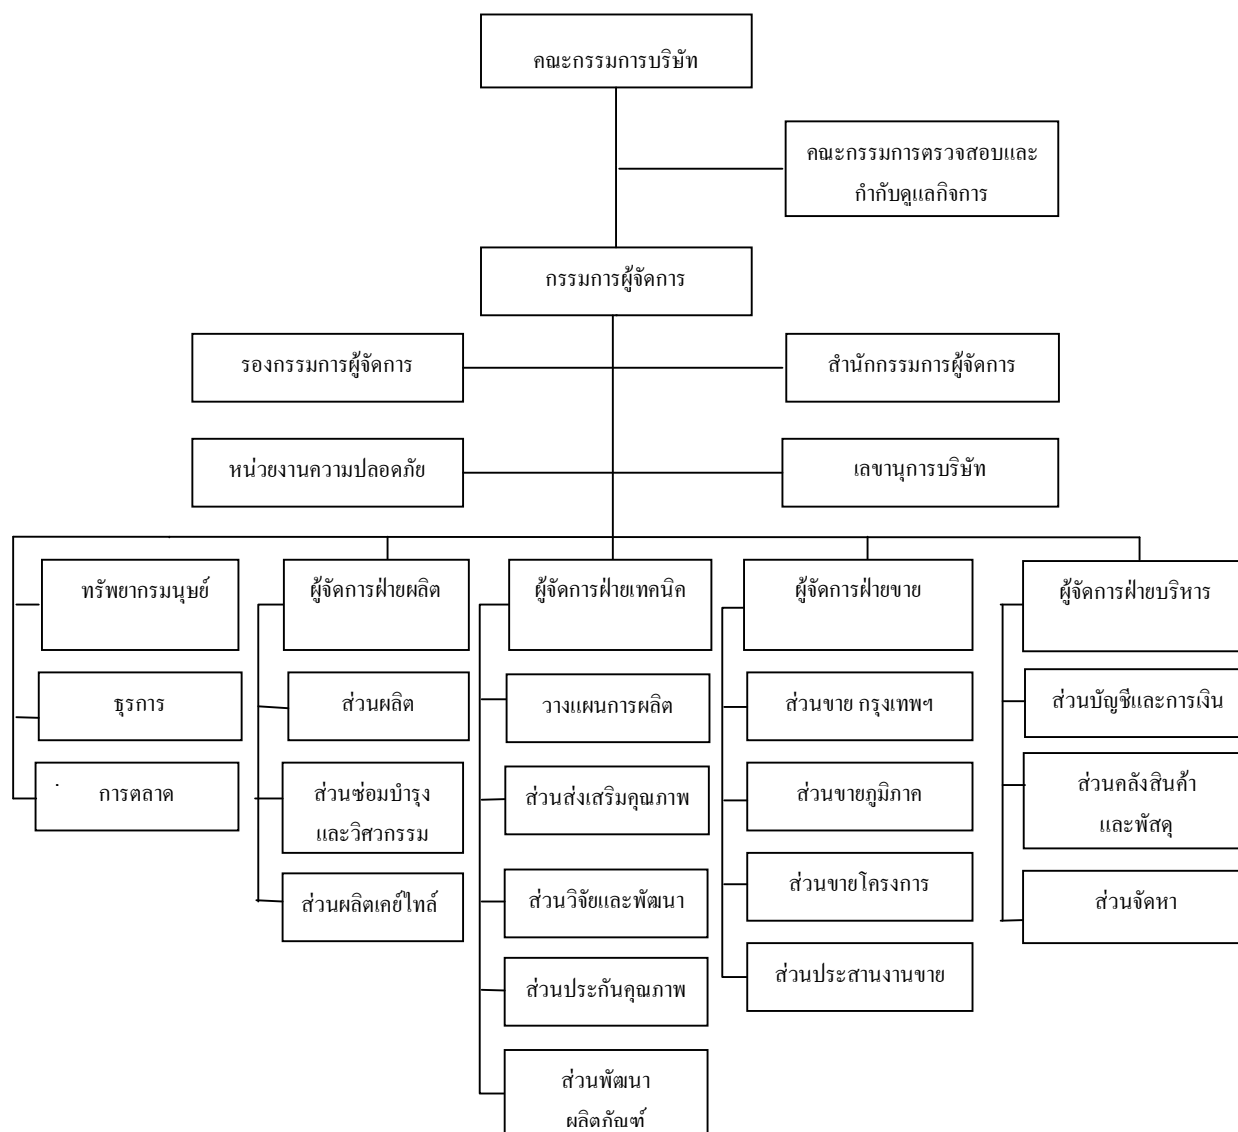 คณะกรรมการบริษัท
คณะกรรมการตรวจสอบและ
กำกับดูแลกิจการ
กรรมการผู้จัดการ
รองกรรมการผู้จัดการ
สำนักกรรมการผู้จัดการ
หน่วยงานความปลอดภัย
เลขานุการบริษัท
ทรัพยากรมนุษย์
ธุรการ
การตลาด
ผู้จัดการฝ่ายผลิต
ส่วนผลิต
ส่วนซ่อมบำรุง
และวิศวกรรม
ส่วนผลิตเคย์ไทล์
ผู้จัดการฝ่ายเทคนิค
วางแผนการผลิต
ส่วนส่งเสริมคุณภาพ
ส่วนวิจัยและพัฒนา
ส่วนประกันคุณภาพ
ส่วนพัฒนา
ผลิตภัณฑ์
ผู้จัดการฝ่ายขาย
ส่วนขาย กรุงเทพฯ
ส่วนขายภูมิภาค
ส่วนขายโครงการ
ส่วนประสานงานขาย
ผู้จัดการฝ่ายบริหาร
ส่วนบัญชีและการเงิน
ส่วนคลังสินค้า
และพัสดุ
ส่วนจัดหา